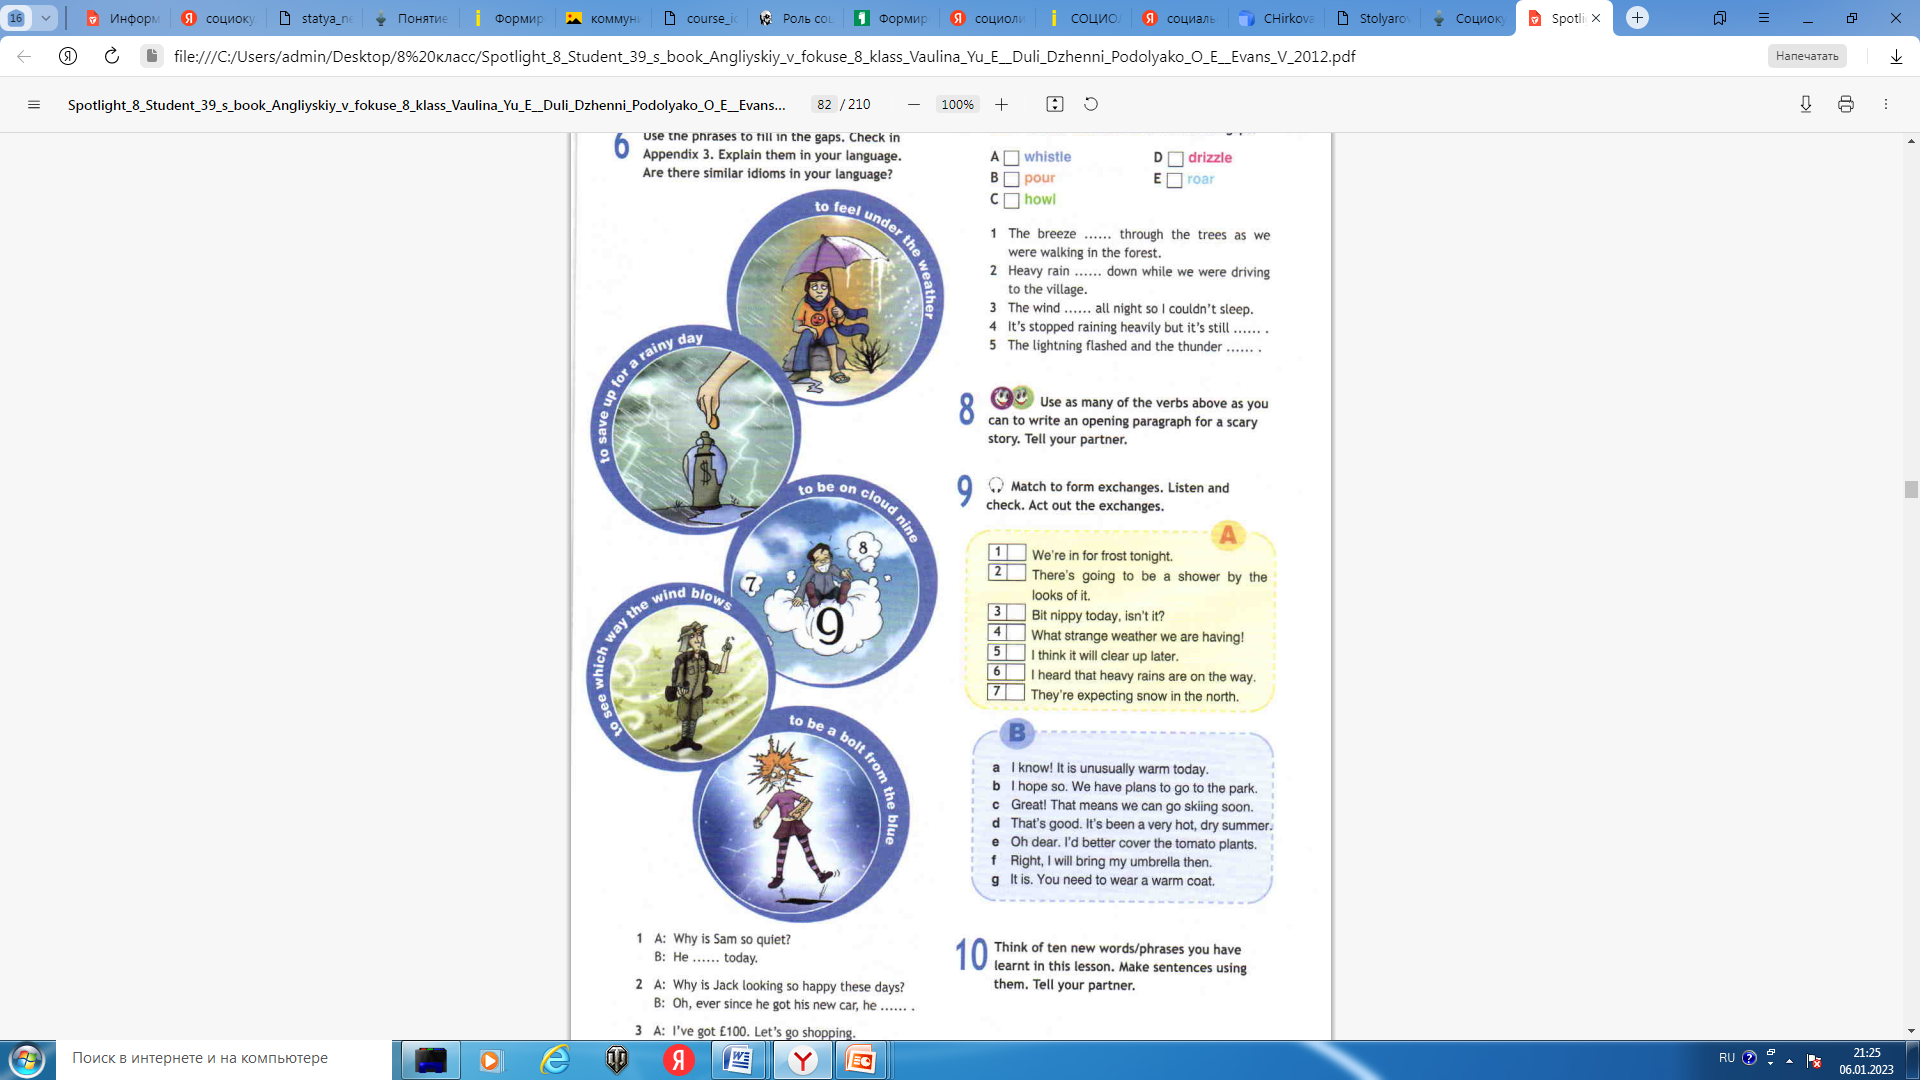 16
Информ
социоку
statya_ne
Понятие
Формир
коммуни
course_ic
Роль соц
Формир
социоли
СОЦИО
социаль
CHirkova
Stolyarov
Социоку
Spotli
file:///C:/Users/admin/Desktop/8%20класс/Spotlight_8_Student_39_s_book_Angliyskiy_v_fokuse_8_klass_Vaulina_Yu_E__Duli_Dzhenni_Podolyako_O_E__Evans_V_2012.pdf
Напечатать
Spotlight_8_Student_39_s_book_Angliyskiy_v_fokuse_8_klass_Vaulina_Yu_E__Duli_Dzhenni_Podolyako_O_E__Evans...
82 / 210
100%
6 Use the phrases to fill in the gaps. Check in
Appendix 3. Explain them in your language.
Are there similar idioms in your language?
to feel under the weather
to save up for a rainy day
$
to be on cloud nine
7
8
9
to see which way the wind blows
to be a bolt from the blue
1 A: Why is Sam so quiet?
B: He ...... today.
2 A: Why is Jack looking so happy these days?
B: Oh, ever since he got his new car, he ...... .
3 A: I've got £100. Let's go shopping.
A whistle
B pour
C howl
D drizzle
E roar
1 The breeze ...... through the trees as we
were walking in the forest.
2 Heavy rain ...... down while we were driving
to the village.
3 The wind ...... all night so I couldn't sleep.
4 It's stopped raining heavily but it's still ...... .
5 The lightning flashed and the thunder ...... .
8 Use as many of the verbs above as you
can to write an opening paragraph for a scary
story. Tell your partner.
9 Match to form exchanges. Listen and
check. Act out the exchanges.
A
1 We're in for frost tonight.
2 There's going to be a shower by the
looks of it.
3 Bit nippy today, isn't it?
4 What strange weather we are having!
5 I think it will clear up later.
6 I heard that heavy rains are on the way.
7 They're expecting snow in the north.
B
a I know! It is unusually warm today.
b I hope so. We have plans to go to the park.
c Great! That means we can go skiing soon.
d That's good. It's been a very hot, dry summer.
e Oh dear. I'd better cover the tomato plants.
f Right, I will bring my umbrella then.
g It is. You need to wear a warm coat.
10 Think of ten new words/phrases you have
learnt in this lesson. Make sentences using
them. Tell your partner.
Поиск в интернете и на компьютере
RU
21:25
06.01.2023